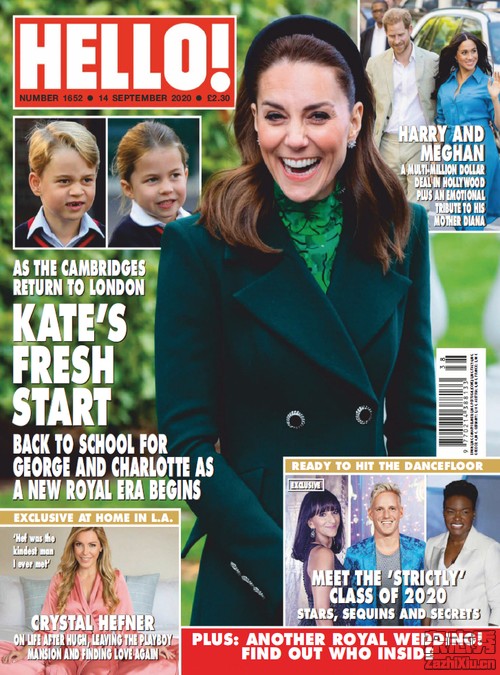 HELLO!
NUMBER 1652 ● 14 SEPTEMBER 2020 ● £2.30
HARRY AND
MEGHAN
A MULTI-MILLION DOLLAR
DEAL IN HOLLYWOOD
PLUS AN EMOTIONAL
TRIBUTE TO HIS
MOTHER DIANA
AS THE CAMBRIDGES
RETURN TO LONDON
KATE'S
FRESH
START
BACK TO SCHOOL FOR
GEORGE AND CHARLOTTE AS
A NEW ROYAL ERA BEGINS
READY TO HIT THE DANCEFLOOR
EXCLUSIVE
MEET THE 'STRICTLY'
CLASS OF 2020
STARS, SEQUINS AND SECRETS
EXCLUSIVE AT HOME IN L.A.
'Hef was the
kindest man
I ever met'
CRYSTAL HEFNER
ON LIFE AFTER HUGH, LEAVING THE PLAYBOY
MANSION AND FINDING LOVE AGAIN
PLUS: ANOTHER ROYAL WEDDING!
FIND OUT WHO INSIDE
ZaZhiXiu.cn